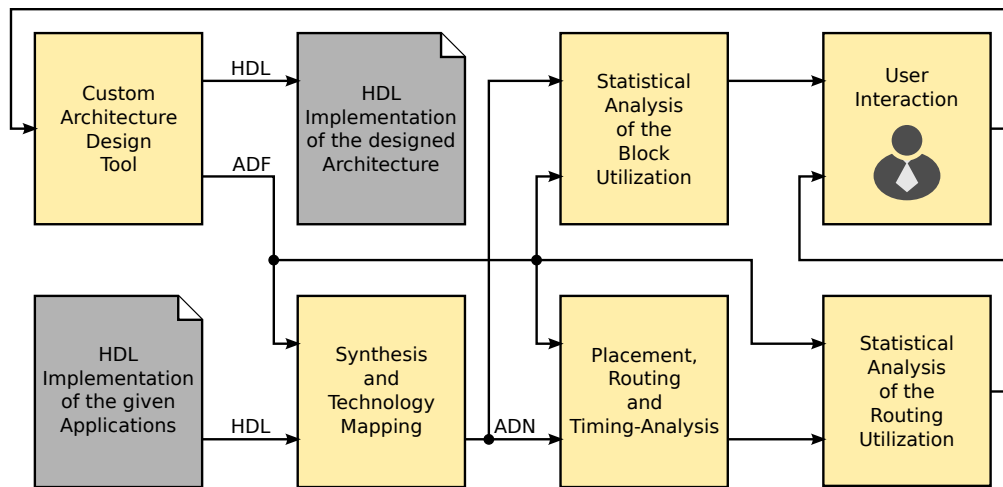 Custom
Architecture
Design
Tool
HDL
ADF
HDL
Implementation
of the designed
Architecture
Statistical
Analysis
of the
Block
Utilization
User
Interaction
HDL
Implementation
of the given
Applications
HDL
Synthesis
and
Technology
Mapping
ADN
Placement,
Routing
and
Timing-Analysis
Statistical
Analysis
of the
Routing
Utilization